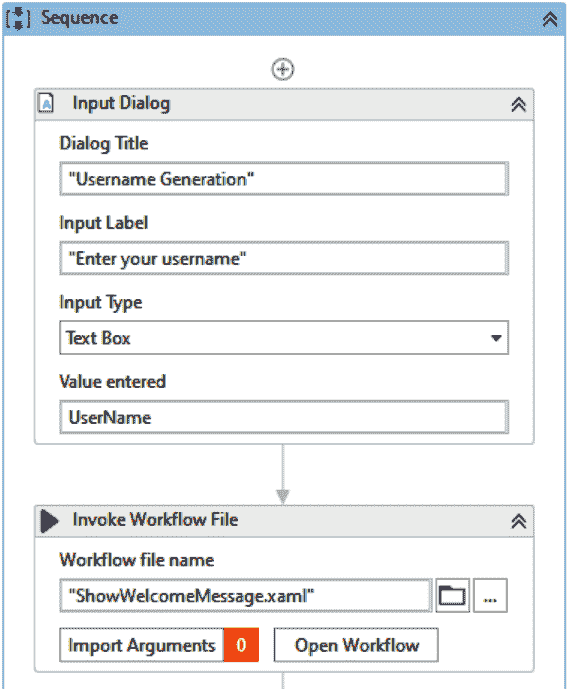 Sequence
Input Dialog
Dialog Title
"Username Generation"
Input Label
"Enter your username"
Input Type
Text Box
Value entered
UserName
Invoke Workflow File
Workflow file name
"ShowWelcomeMessage.xaml"
...
Import Arguments 0 Open Workflow